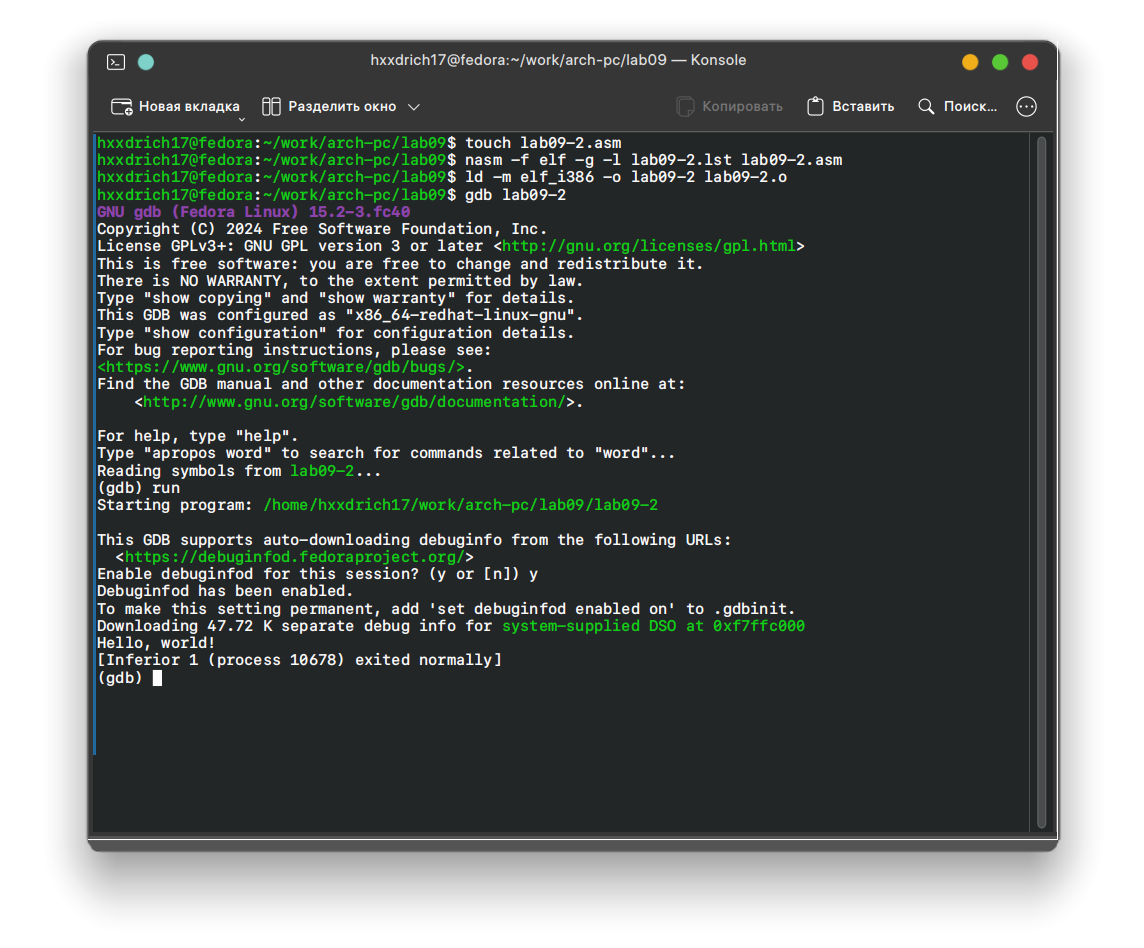 hxxdrich17@fedora:~/work/arch-pc/lab09 — Konsole
Новая вкладка Разделить окно Копировать Вставить Поиск...
hxxdrich17@fedora:~/work/arch-pc/lab09$ touch lab09-2.asm
hxxdrich17@fedora:~/work/arch-pc/lab09$ nasm -f elf -g -l lab09-2.lst lab09-2.asm
hxxdrich17@fedora:~/work/arch-pc/lab09$ ld -m elf_i386 -o lab09-2 lab09-2.o
hxxdrich17@fedora:~/work/arch-pc/lab09$ gdb lab09-2
GNU gdb (Fedora Linux) 15.2-3.fc40
Copyright (C) 2024 Free Software Foundation, Inc.
License GPLv3+: GNU GPL version 3 or later <http://gnu.org/licenses/gpl.html>
This is free software: you are free to change and redistribute it.
There is NO WARRANTY, to the extent permitted by law.
Type "show copying" and "show warranty" for details.
This GDB was configured as "x86_64-redhat-linux-gnu".
Type "show configuration" for configuration details.
For bug reporting instructions, please see:
<https://www.gnu.org/software/gdb/bugs/>.
Find the GDB manual and other documentation resources online at:
    <http://www.gnu.org/software/gdb/documentation/>.

For help, type "help".
Type "apropos word" to search for commands related to "word"...
Reading symbols from lab09-2...
(gdb) run
Starting program: /home/hxxdrich17/work/arch-pc/lab09/lab09-2

This GDB supports auto-downloading debuginfo from the following URLs:
  <https://debuginfod.fedoraproject.org/>
Enable debuginfod for this session? (y or [n]) y
Debuginfod has been enabled.
To make this setting permanent, add 'set debuginfod enabled on' to .gdbinit.
Downloading 47.72 K separate debug info for system-supplied DSO at 0xf7ffc000
Hello, world!
[Inferior 1 (process 10678) exited normally]
(gdb)